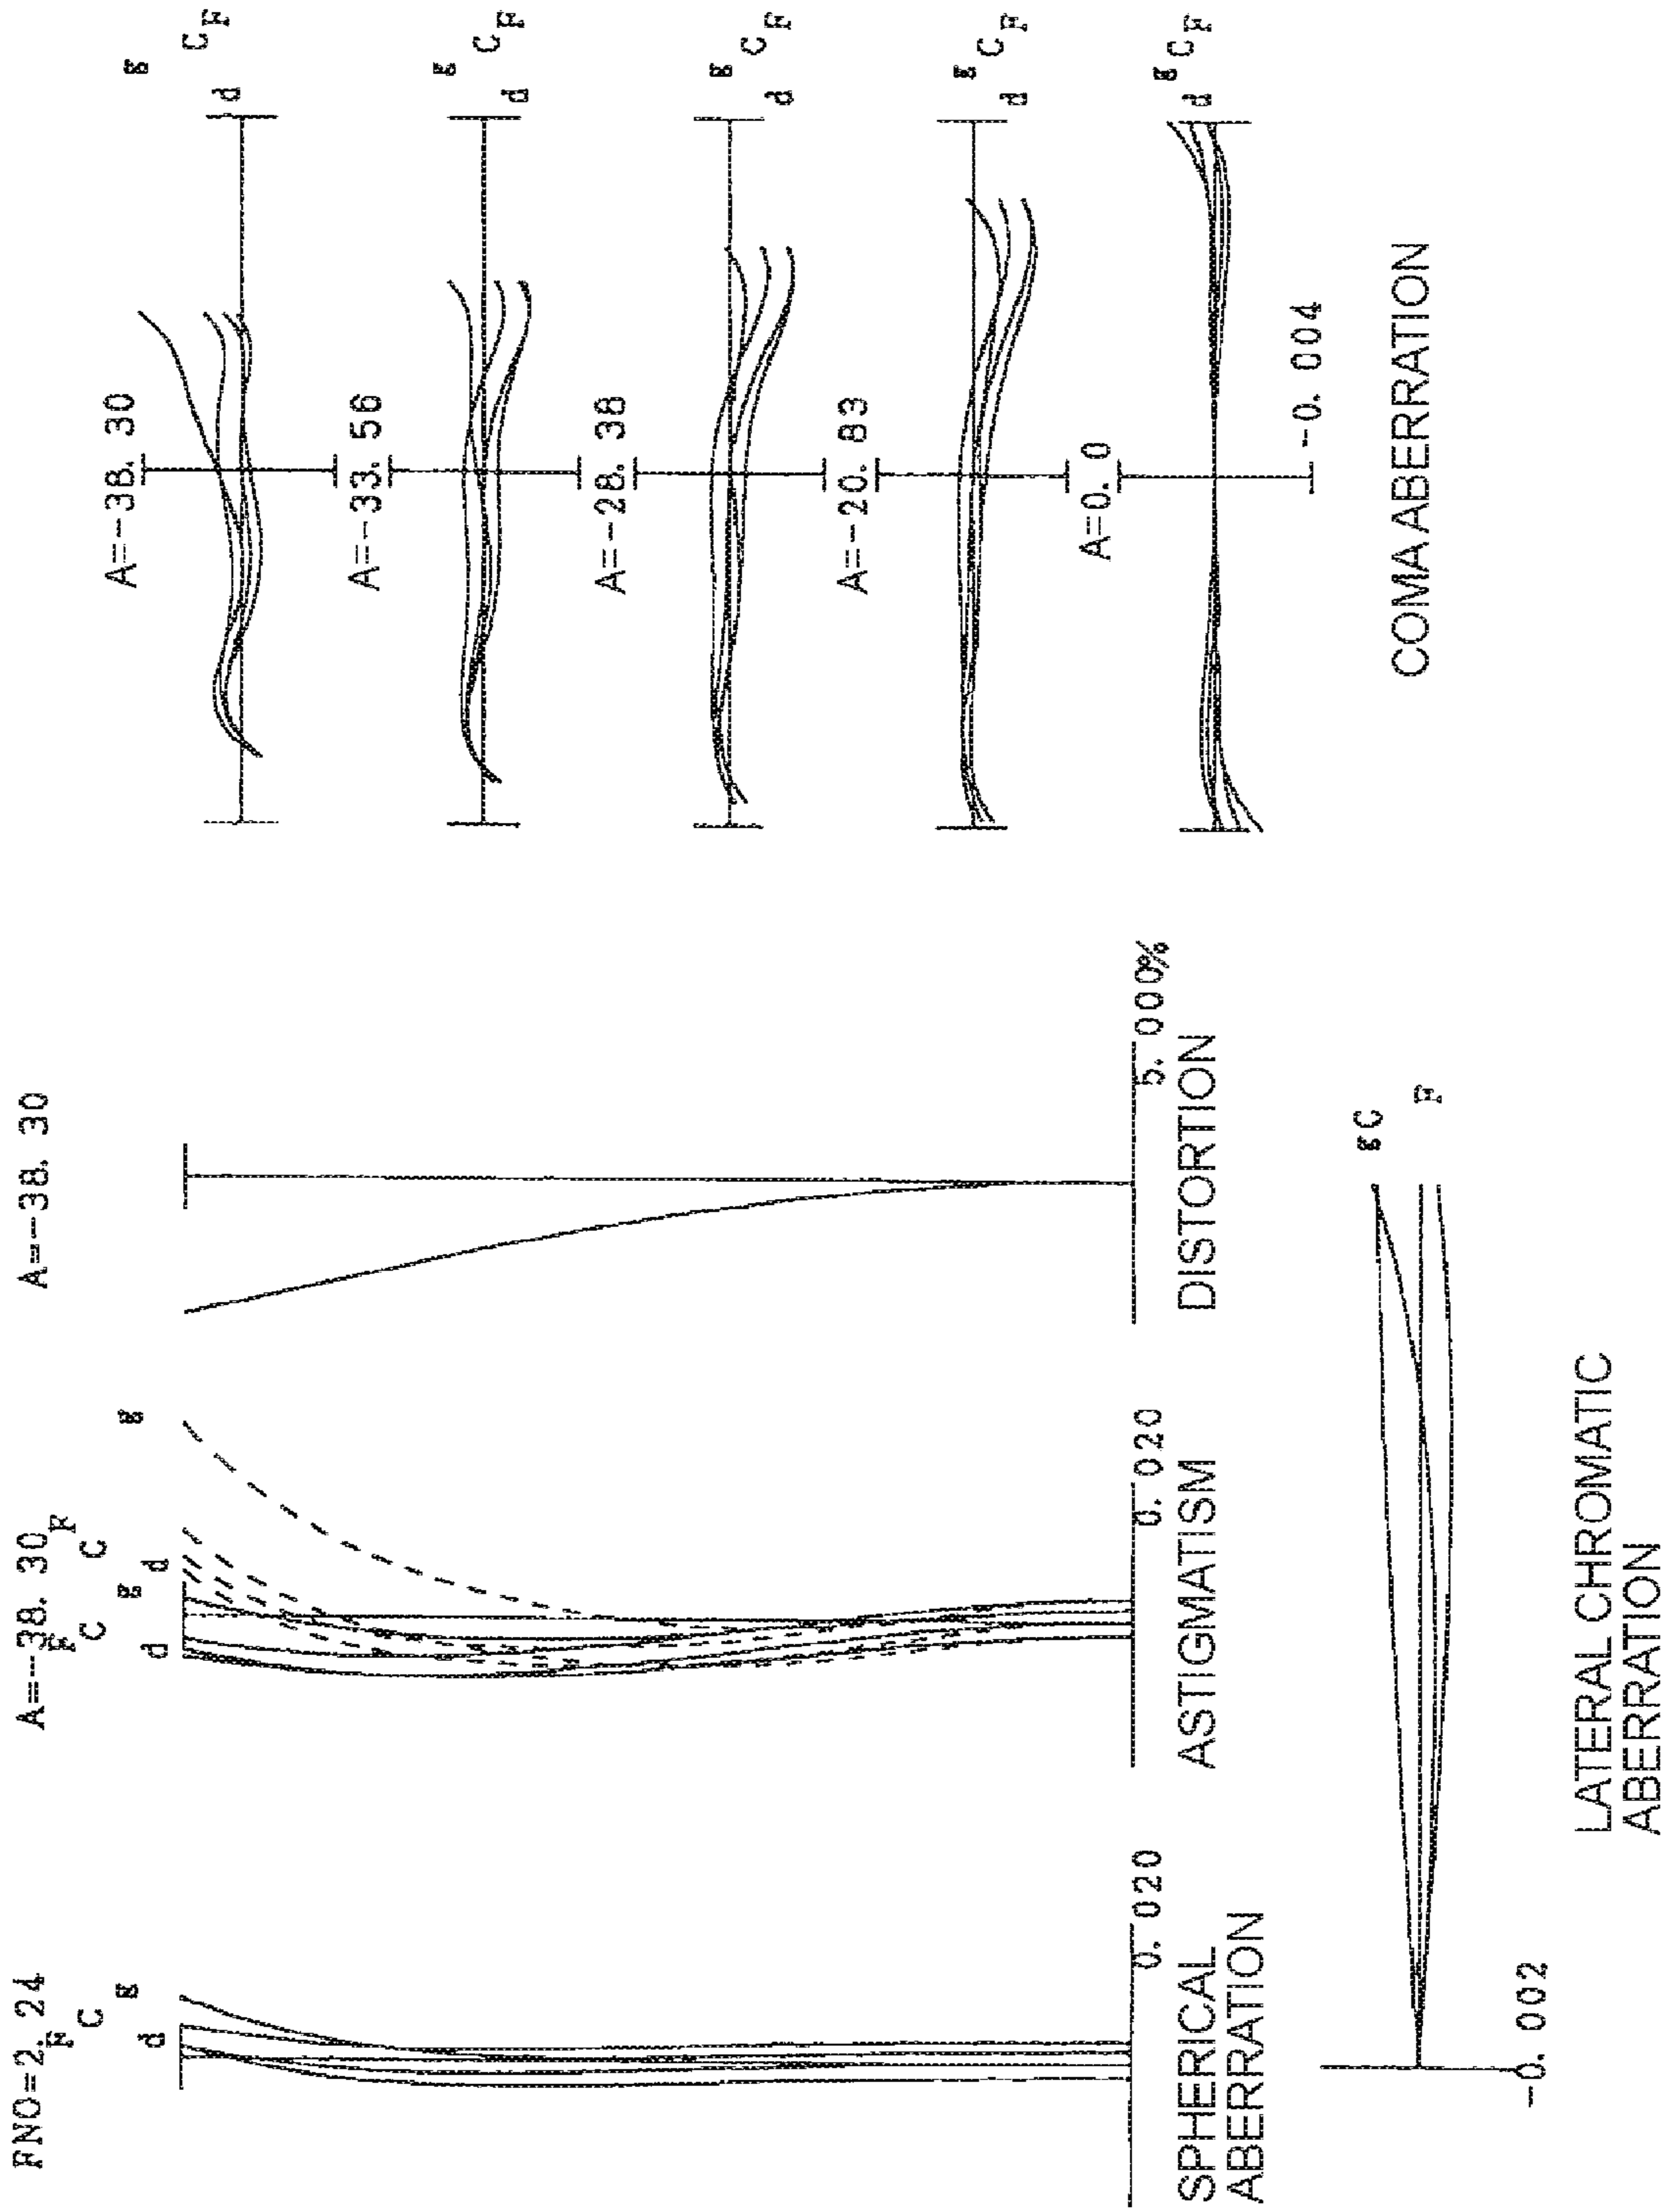 FNO=2. 24
F
C
g
d
0. 020
SPHERICAL
ABERRATION
A=-38. 30
F
C
g
d
F
C
g
d
0. 020
ASTIGMATISM
A=-38. 30
5. 000%
DISTORTION
A=-38. 30
g
C
F
d
A=-33. 56
g
C
F
d
A=-28. 38
g
C
F
d
A=-20. 83
g
C
F
d
A=0. 0
g
C
F
d
-0. 004
COMA ABERRATION
g
C
F
-0. 002
LATERAL CHROMATIC
ABERRATION